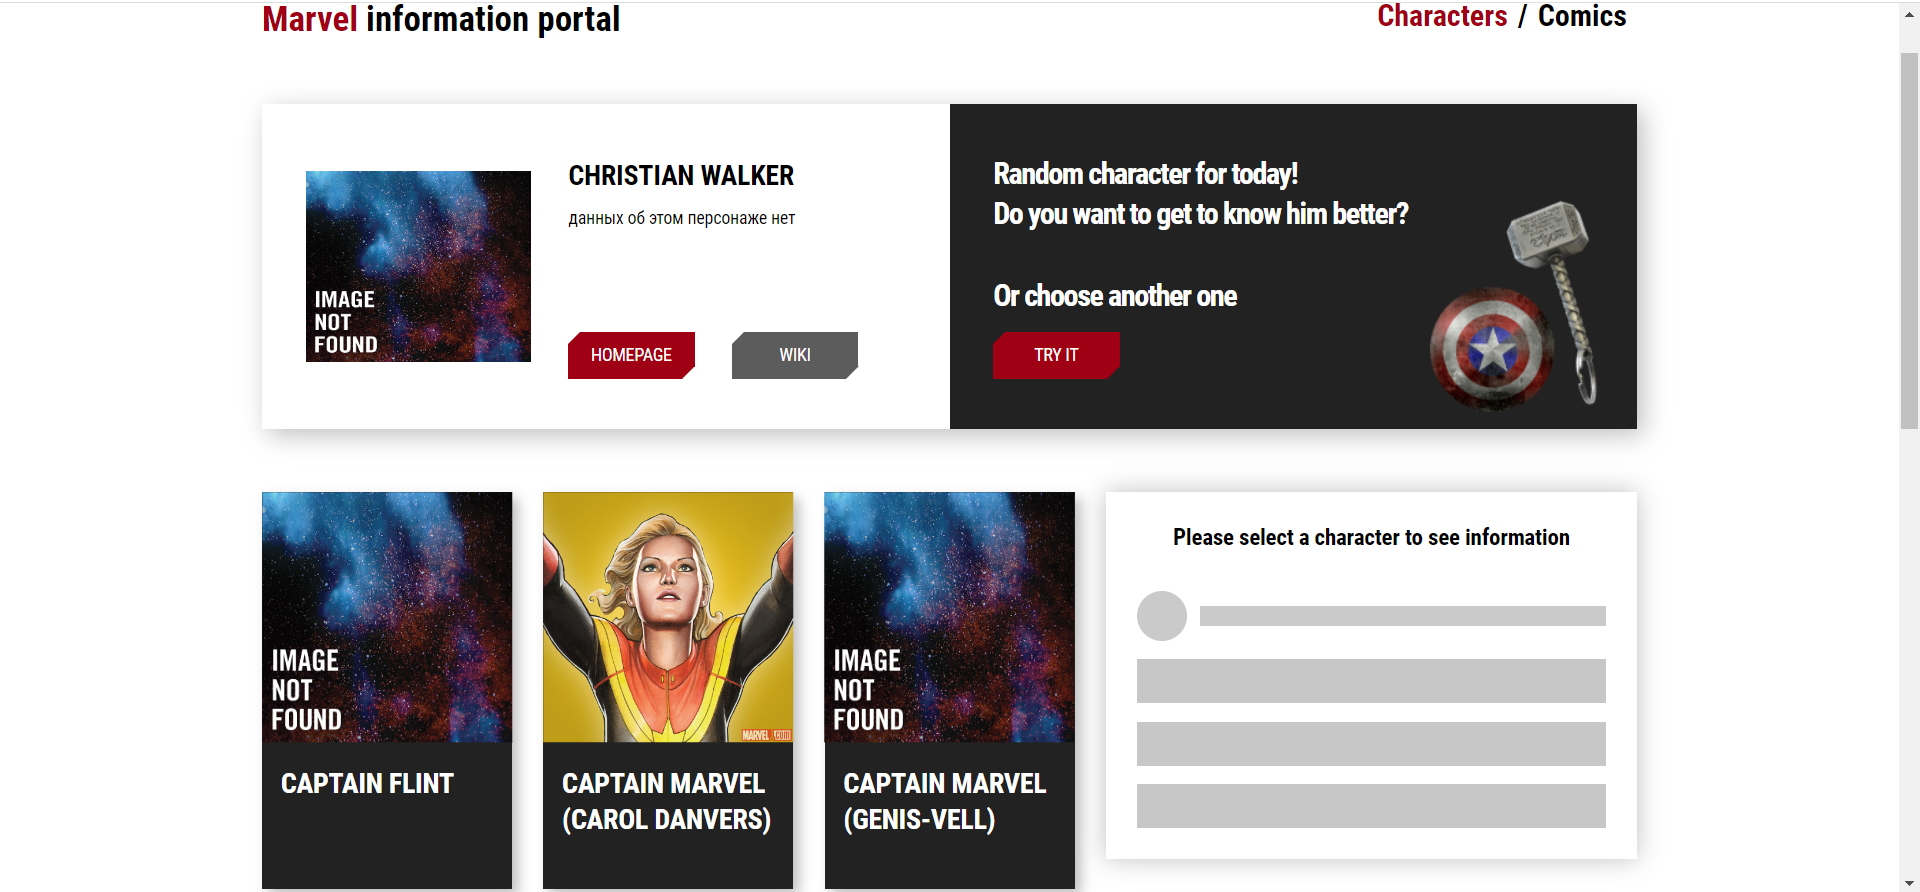 Marvel information portal
Characters / Comics
CHRISTIAN WALKER
данных об этом персонаже нет
IMAGE
NOT
FOUND
HOMEPAGE
WIKI
Random character for today!
Do you want to get to know him better?
Or choose another one
TRY IT
IMAGE
NOT
FOUND
CAPTAIN FLINT
MARVEL.COM
CAPTAIN MARVEL
(CAROL DANVERS)
IMAGE
NOT
FOUND
CAPTAIN MARVEL
(GENIS-VELL)
Please select a character to see information